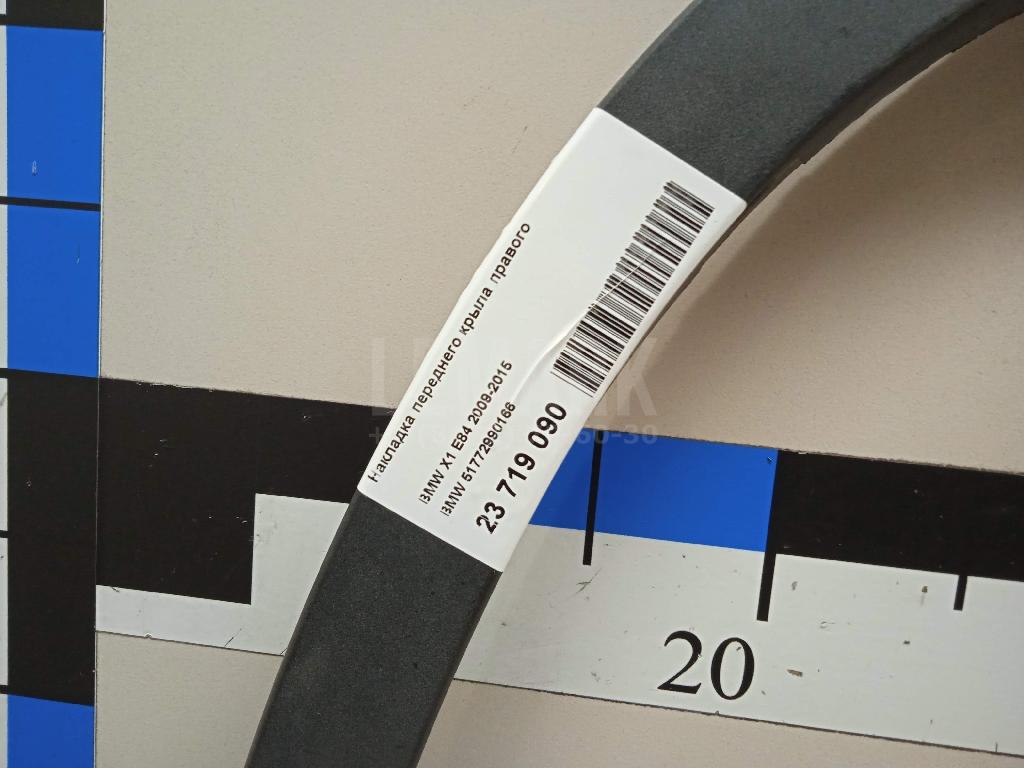 Накладка переднего крыла правого
BMW X1 E84 2009-2015
BMW 51772990166
23 719 090
20